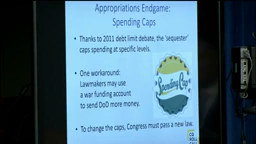 Appropriations Endgame:
Spending Caps
• Thanks to 2011 debt limit debate, the 'sequester'
caps spending at specific levels.
• One workaround:
Lawmakers may use
a war funding account
to send DoD more money.
Spending Cap
• To change the caps, Congress must pass a new law.